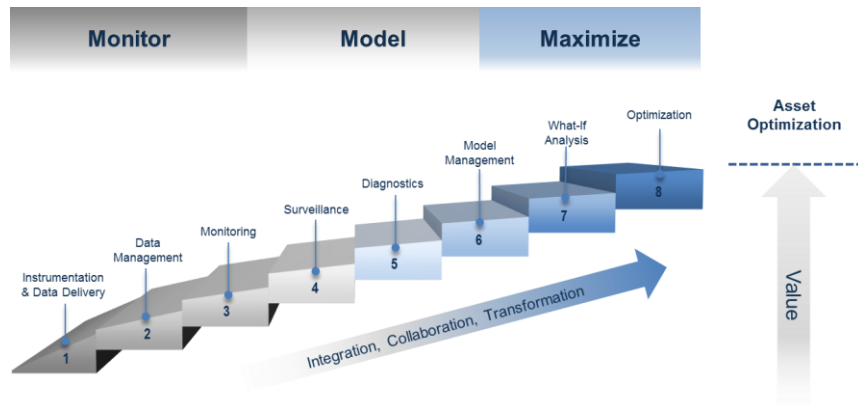 Monitor
Model
Maximize
Asset
Optimization
Optimization
What-If
Analysis
Model
Management
Diagnostics
Surveillance
Monitoring
Data
Management
Instrumentation
& Data Delivery
1
2
3
4
5
6
7
8
Integration, Collaboration, Transformation
Value